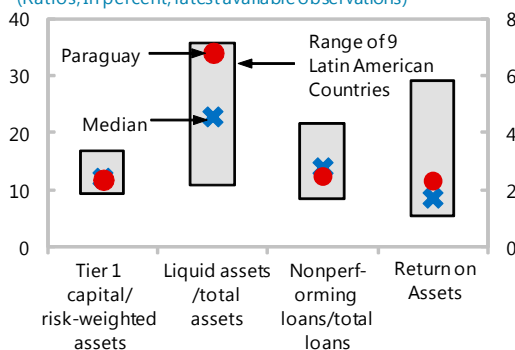 (Ratios, In percent, latest available observations)
40
30
20
10
0
8
6
4
2
0
Paraguay
Median
Range of 9
Latin American
Countries
Tier 1
capital/
risk-weighted
assets
Liquid assets
/total
assets
Nonperf-
orming
loans/total
loans
Return on
Assets